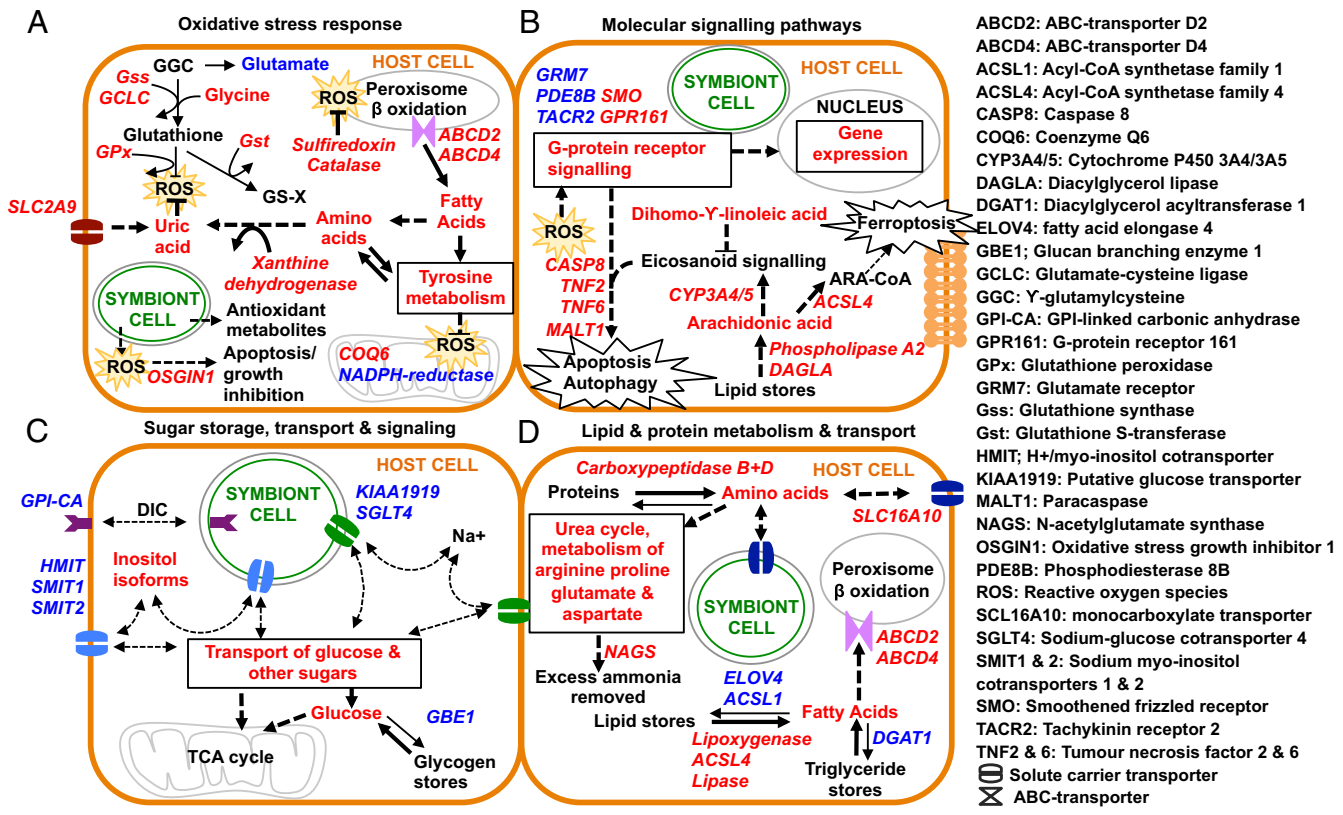 A
Oxidative stress response
HOST CELL
GGC
Glutamate
Gss
GCLC
Glycine
Glutathione
GPx
Gst
ROS
GS-X
ROS
Peroxisome
β oxidation
Sulfiredoxin
Catalase
ABCD2
ABCD4
SLC2A9
Uric
acid
Amino
acids
Fatty
Acids
Xanthine
dehydrogenase
Tyrosine
metabolism
SYMBIONT
CELL
Antioxidant
metabolites
ROS
OSGIN1
Apoptosis/
growth
inhibition
ROS
COQ6
NADPH-reductase
B
Molecular signalling pathways
GRM7
PDE8B SMO
TACR2 GPR161
SYMBIONT
CELL
HOST CELL
NUCLEUS
Gene
expression
G-protein receptor
signalling
ROS
Dihomo-ϒ-linoleic acid
Ferroptosis
CASP8
TNF2
TNF6
MALT1
Eicosanoid signalling
ARA-CoA
CYP3A4/5
ACSL4
Arachidonic acid
Phospholipase A2
DAGLA
Lipid stores
Apoptosis
Autophagy
C
Sugar storage, transport & signaling
HOST CELL
GPI-CA
DIC
SYMBIONT
CELL
KIAA1919
SGLT4
Na+
HMIT
SMIT1
SMIT2
Inositol
isoforms
Transport of glucose &
other sugars
Glucose
GBE1
TCA cycle
Glycogen
stores
D
Lipid & protein metabolism & transport
Carboxypeptidase B+D
HOST CELL
Proteins
Amino acids
SLC16A10
Urea cycle,
metabolism of
arginine proline
glutamate &
aspartate
Peroxisome
β oxidation
SYMBIONT
CELL
ABCD2
ABCD4
NAGS
Excess ammonia
removed
ELOV4
ACSL1
Lipid stores
Fatty Acids
Lipoxygenase
ACSL4
Lipase
DGAT1
Triglyceride
stores
ABCD2: ABC-transporter D2
ABCD4: ABC-transporter D4
ACSL1: Acyl-CoA synthetase family 1
ACSL4: Acyl-CoA synthetase family 4
CASP8: Caspase 8
COQ6: Coenzyme Q6
CYP3A4/5: Cytochrome P450 3A4/3A5
DAGLA: Diacylglycerol lipase
DGAT1: Diacylglycerol acyltransferase 1
ELOV4: fatty acid elongase 4
GBE1; Glucan branching enzyme 1
GCLC: Glutamate-cysteine ligase
GGC: ϒ-glutamylcysteine
GPI-CA: GPI-linked carbonic anhydrase
GPR161: G-protein receptor 161
GPx: Glutathione peroxidase
GRM7: Glutamate receptor
Gss: Glutathione synthase
Gst: Glutathione S-transferase
HMIT; H+/myo-inositol cotransporter
KIAA1919: Putative glucose transporter
MALT1: Paracaspase
NAGS: N-acetylglutamate synthase
OSGIN1: Oxidative stress growth inhibitor 1
PDE8B: Phosphodiesterase 8B
ROS: Reactive oxygen species
SCL16A10: monocarboxylate transporter
SGLT4: Sodium-glucose cotransporter 4
SMIT1 & 2: Sodium myo-inositol
cotransporters 1 & 2
SMO: Smoothened frizzled receptor
TACR2: Tachykinin receptor 2
TNF2 & 6: Tumour necrosis factor 2 & 6
Solute carrier transporter
ABC-transporter